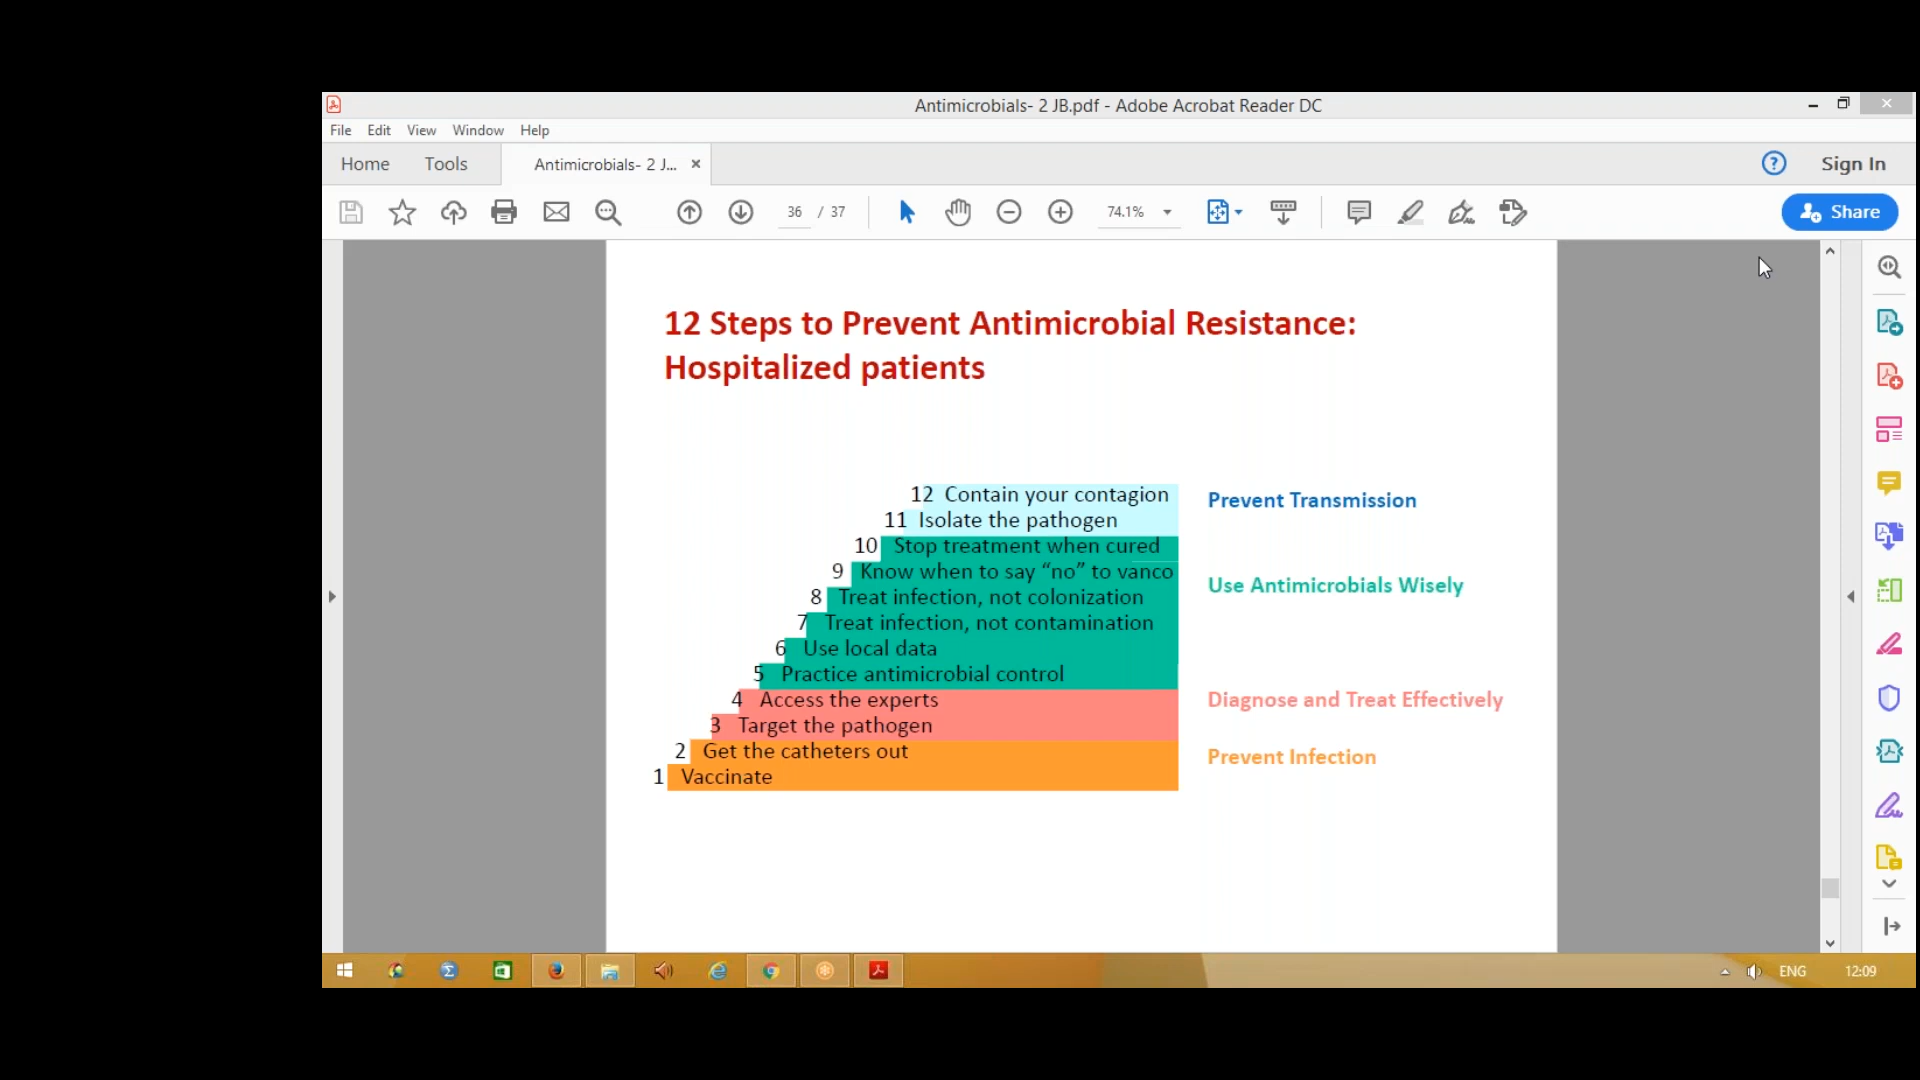 Antimicrobials- 2 JB.pdf - Adobe Acrobat Reader DC
File Edit View Window Help
Home Tools Antimicrobials- 2 J... Sign In
36 / 37 74.1% Share
12 Steps to Prevent Antimicrobial Resistance:
Hospitalized patients
12 Contain your contagion
Prevent Transmission
11 Isolate the pathogen
10 Stop treatment when cured
9 Know when to say “no” to vanco
Use Antimicrobials Wisely
8 Treat infection, not colonization
7 Treat infection, not contamination
6 Use local data
5 Practice antimicrobial control
4 Access the experts
Diagnose and Treat Effectively
3 Target the pathogen
2 Get the catheters out
Prevent Infection
1 Vaccinate
ENG 12:09